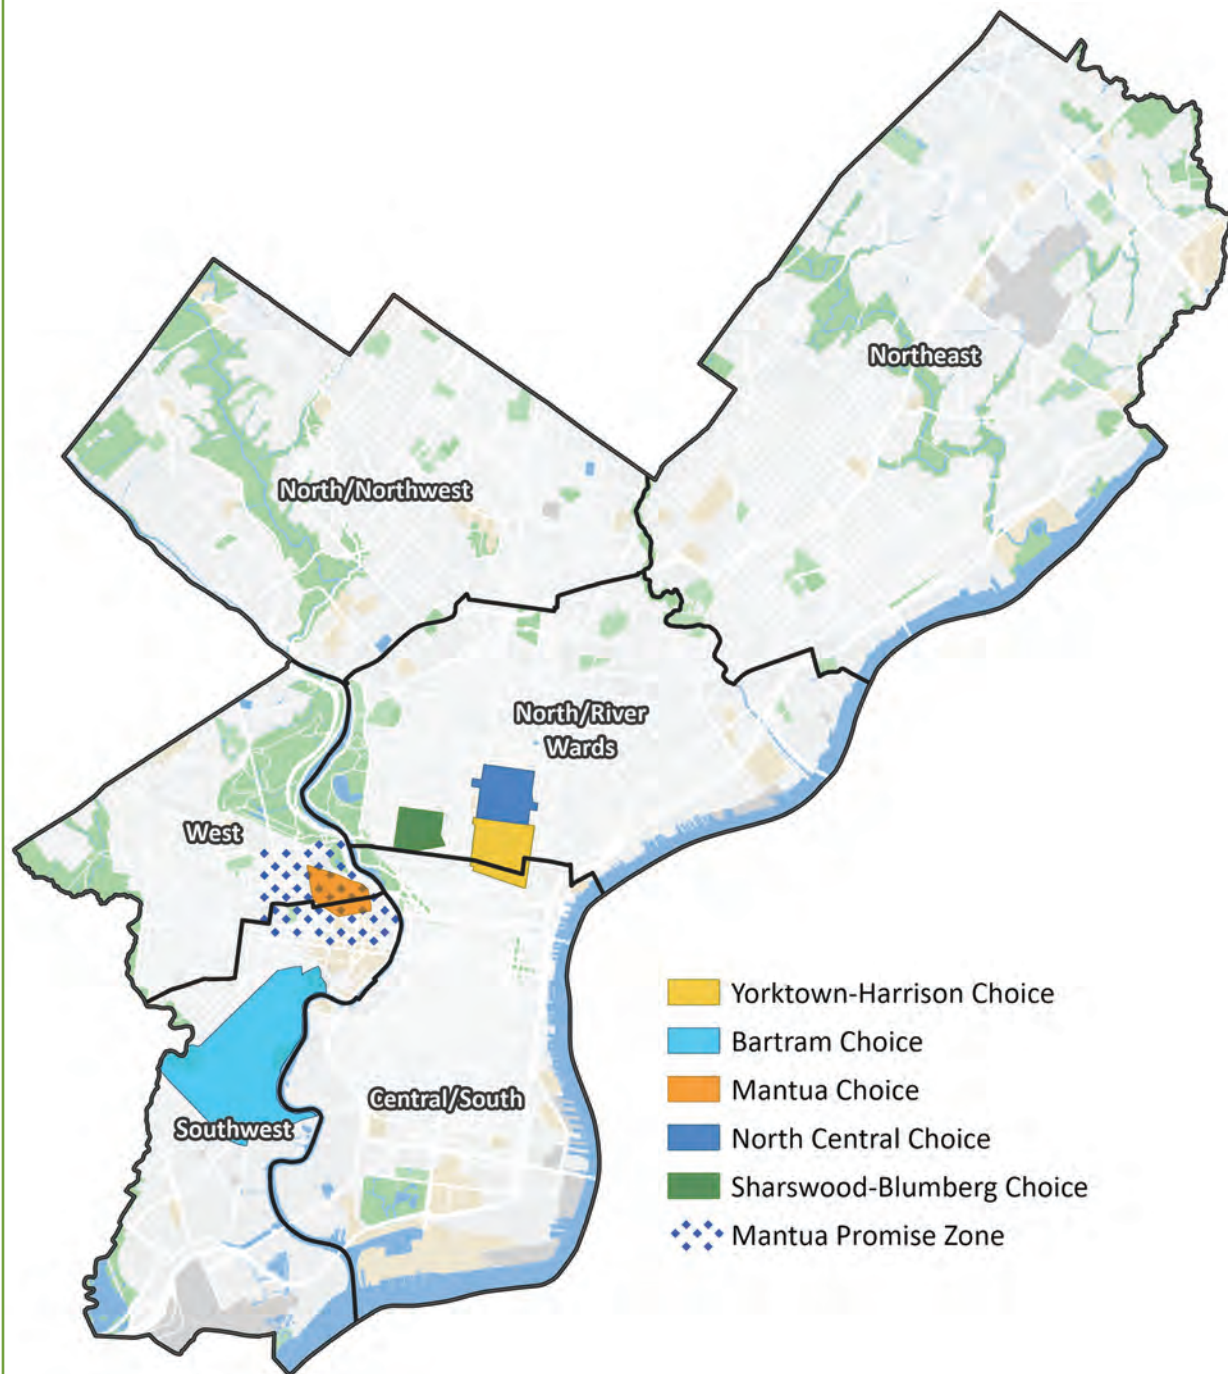 Northeast
North/Northwest
North/River
Wards
West
Central/South
Southwest
Yorktown-Harrison Choice
Bartram Choice
Mantua Choice
North Central Choice
Sharswood-Blumberg Choice
Mantua Promise Zone